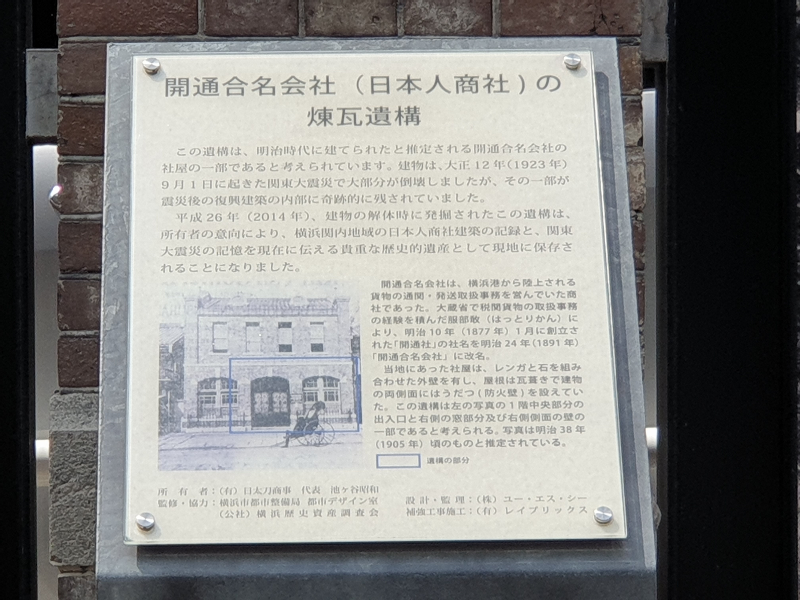 開通合名会社（日本人商社）の
煉瓦遺構
この遺構は、明治時代に建てられたと推定される開通合名会社の
社屋の一部であると考えられています。建物は、大正12年（1923年）
9月1日に起きた関東大震災で大部分が倒壊しましたが、その一部が
震災後の復興建築の内部に奇跡的に残されていました。
平成26年（2014年）、建物の解体時に発掘されたこの遺構は、
所有者の意向により、横浜関内地域の日本人商社建築の記録と、関東
大震災の記憶を現在に伝える貴重な歴史的遺産として現地に保存さ
れることになりました。
開通合名会社は、横浜港から陸上される
貨物の通関・発送取扱事務を営んでいた商
社であった。大蔵省で税関貨物の取扱事務
の経験を積んだ服部敢（はっとりかん）に
より、明治10年（1877年）1月に創立さ
れた「開通社」の社名を明治24年（1891年）
「開通合名会社」に改名。
当地にあった社屋は、レンガと石を組み
合わせた外壁を有し、屋根は瓦葺きで建物
の両側面にはうだつ（防火壁）を設えてい
た。この遺構は左の写真の1階中央部分の
出入口と右側の窓部分及び右側側面の壁の
一部であると考えられる。写真は明治38年
（1905年）頃のものと推定されている。
遺構の部分
所有者：（有）日太刀商事 代表 池ヶ谷昭和
監修・協力：横浜市都市整備局 都市デザイン室
（公社）横浜歴史資産調査会
設計・監理：（株）ユー・エス・シー
補強工事施工：（有）レイブリックス